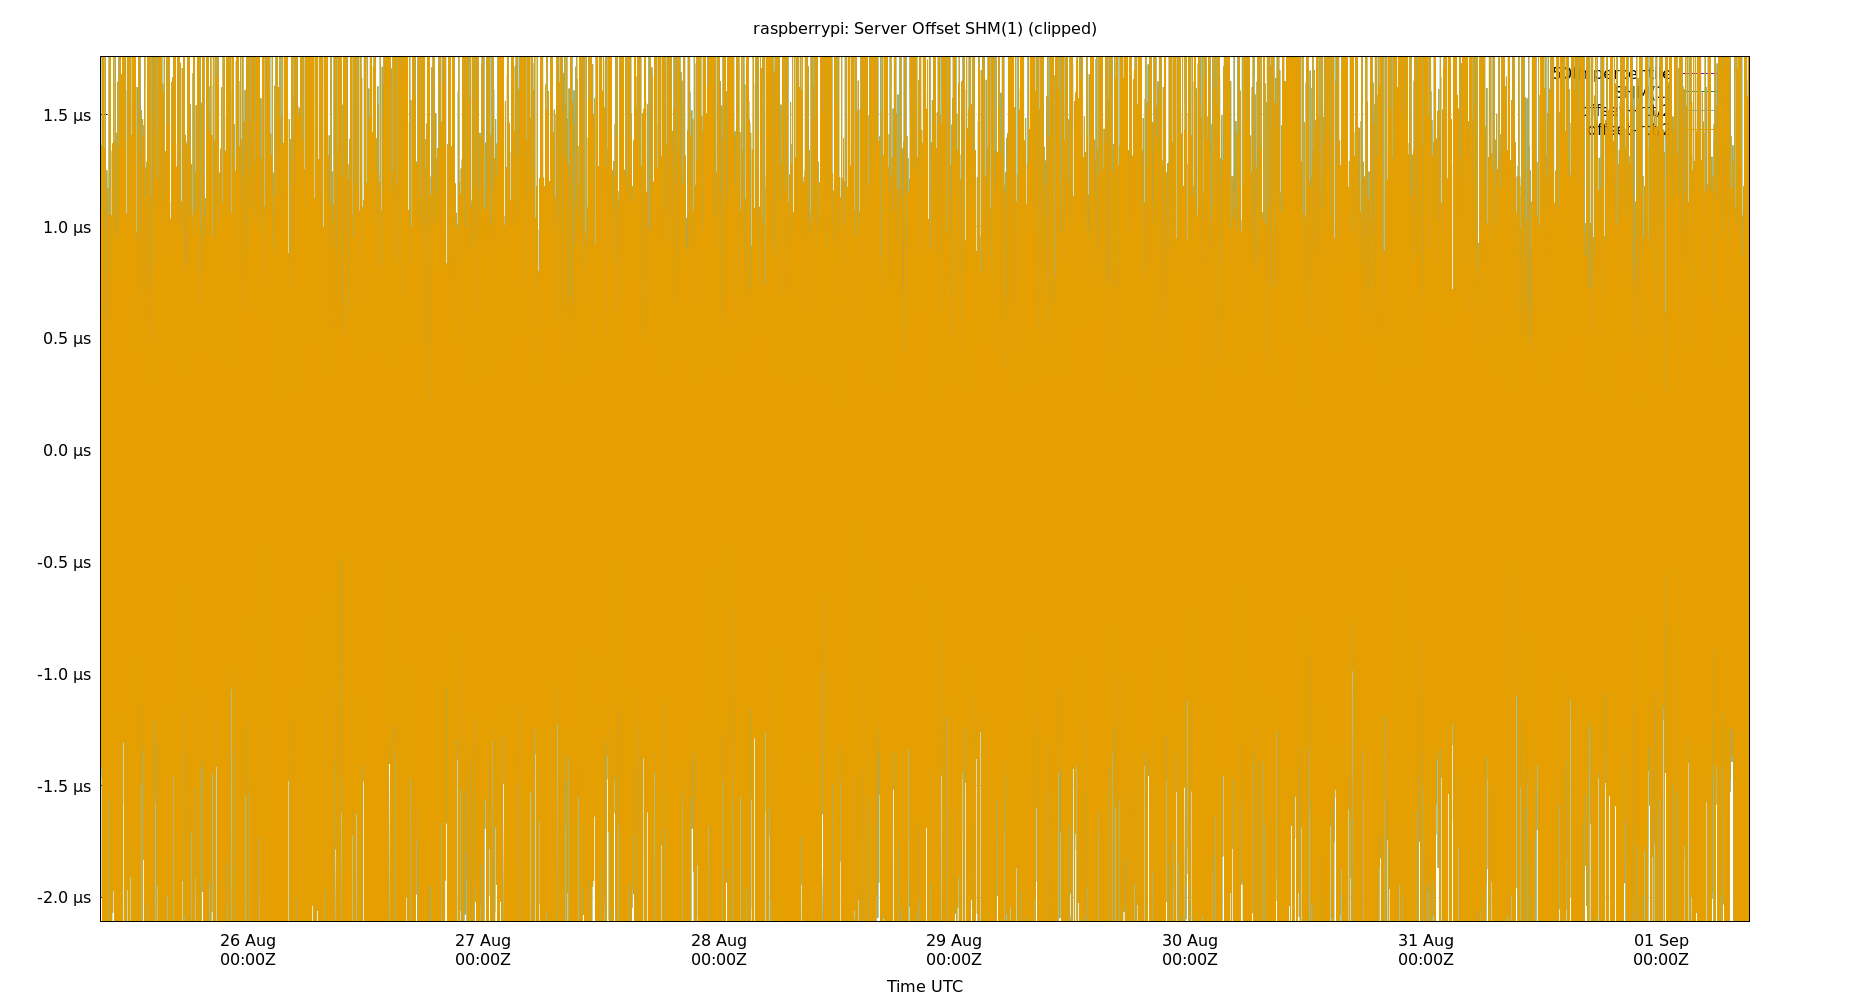 raspberrypi: Server Offset SHM(1) (clipped)
1.5 µs
1.0 µs
0.5 µs
0.0 µs
-0.5 µs
-1.0 µs
-1.5 µs
-2.0 µs
26 Aug
00:00Z
27 Aug
00:00Z
28 Aug
00:00Z
29 Aug
00:00Z
30 Aug
00:00Z
31 Aug
00:00Z
01 Sep
00:00Z
Time UTC